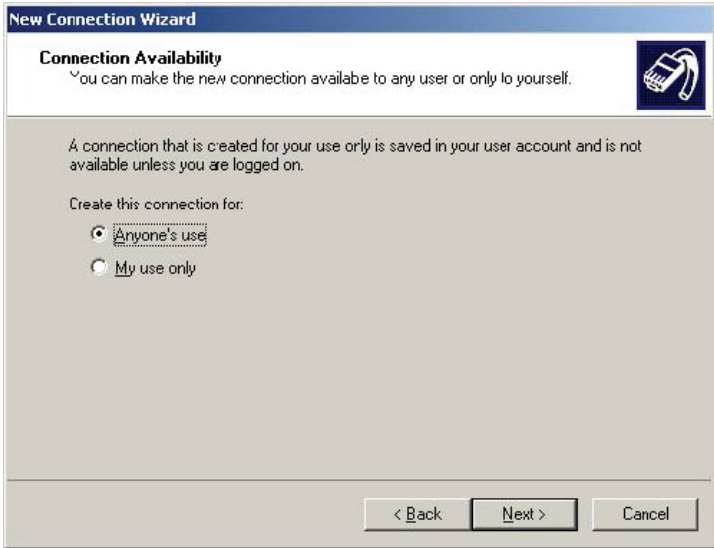 New Connection Wizard
Connection Availability
You can make the new connection availabe to any user or only to yourself.
A connection that is created for your use only is saved in your user account and is not
available unless you are logged on.
Create this connection for:
Anyone's use
My use only
< Back
Next >
Cancel